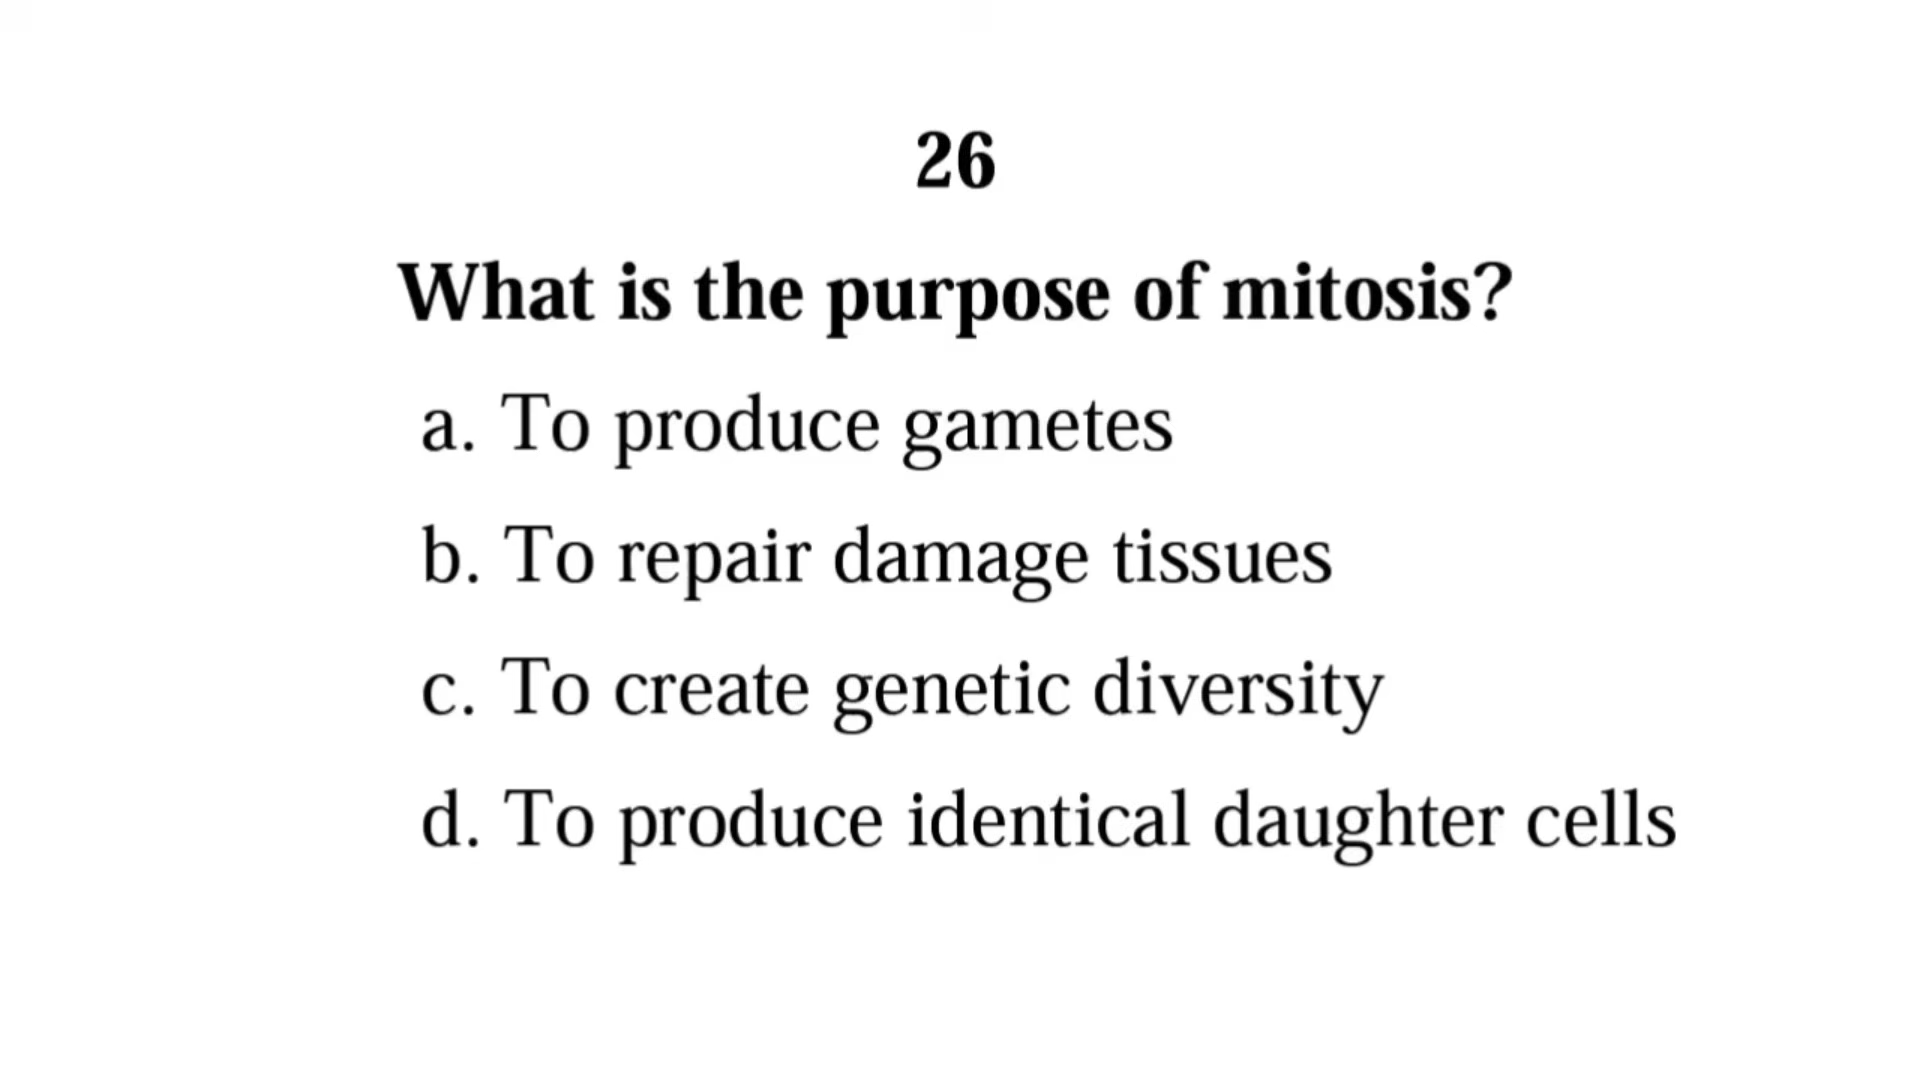 26
What is the purpose of mitosis?
a. To produce gametes
b. To repair damage tissues
c. To create genetic diversity
d. To produce identical daughter cells